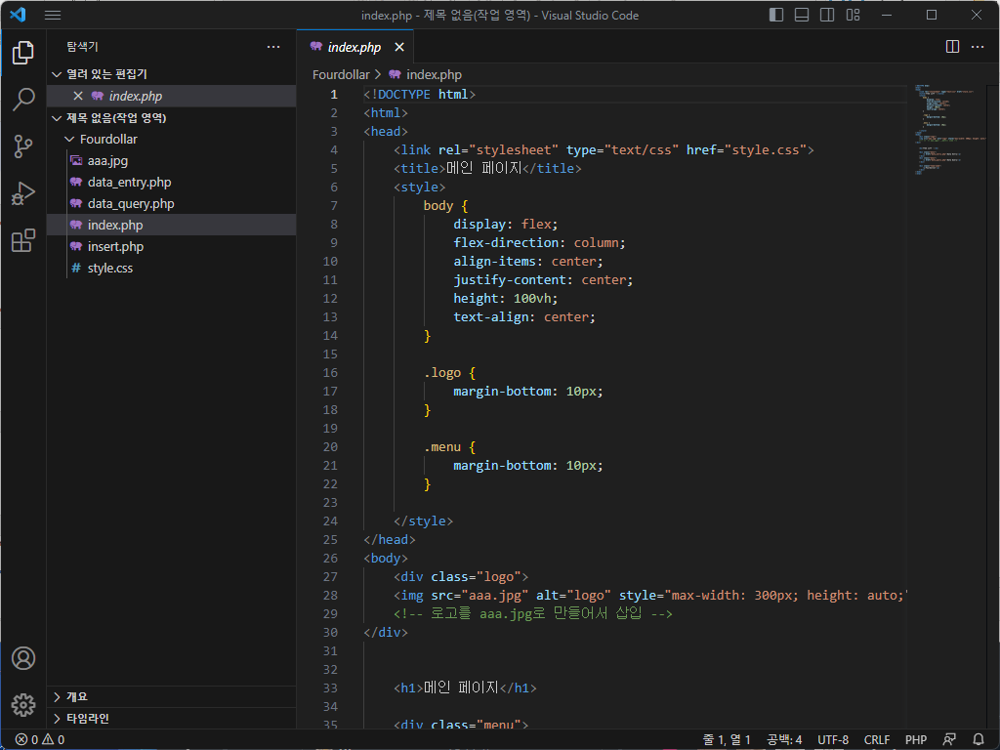 index.php - 제목 없음(작업 영역) - Visual Studio Code
탐색기
열려 있는 편집기
index.php
제목 없음(작업 영역)
Fourdollar
aaa.jpg
data_entry.php
data_query.php
index.php
insert.php
# style.css
개요
타임라인
index.php
Fourdollar > index.php
1 <!DOCTYPE html>
2 <html>
3 <head>
4 <link rel="stylesheet" type="text/css" href="style.css">
5 <title>메인 페이지</title>
6 <style>
7 body {
8 display: flex;
9 flex-direction: column;
10 align-items: center;
11 justify-content: center;
12 height: 100vh;
13 text-align: center;
14 }
15
16 .logo {
17 margin-bottom: 10px;
18 }
19
20 .menu {
21 margin-bottom: 10px;
22 }
23
24 </style>
25 </head>
26 <body>
27 <div class="logo">
28 <img src="aaa.jpg" alt="logo" style="max-width: 300px; height: auto;"
29 <!-- 로고를 aaa.jpg로 만들어서 삽입 -->
30 </div>
31
32
33 <h1>메인 페이지</h1>
34
35 <div class="menu">
0 0
줄 1, 열 1 공백: 4 UTF-8 CRLF PHP